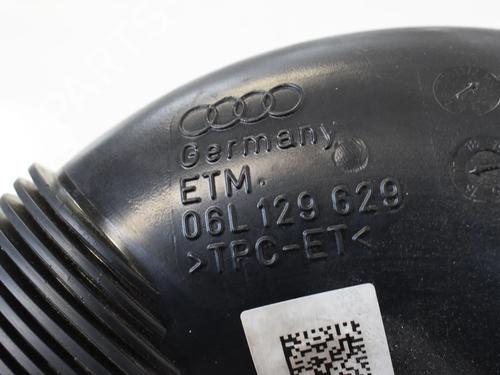 Germany
ETM.
06L 129 629
>TPC-ET<